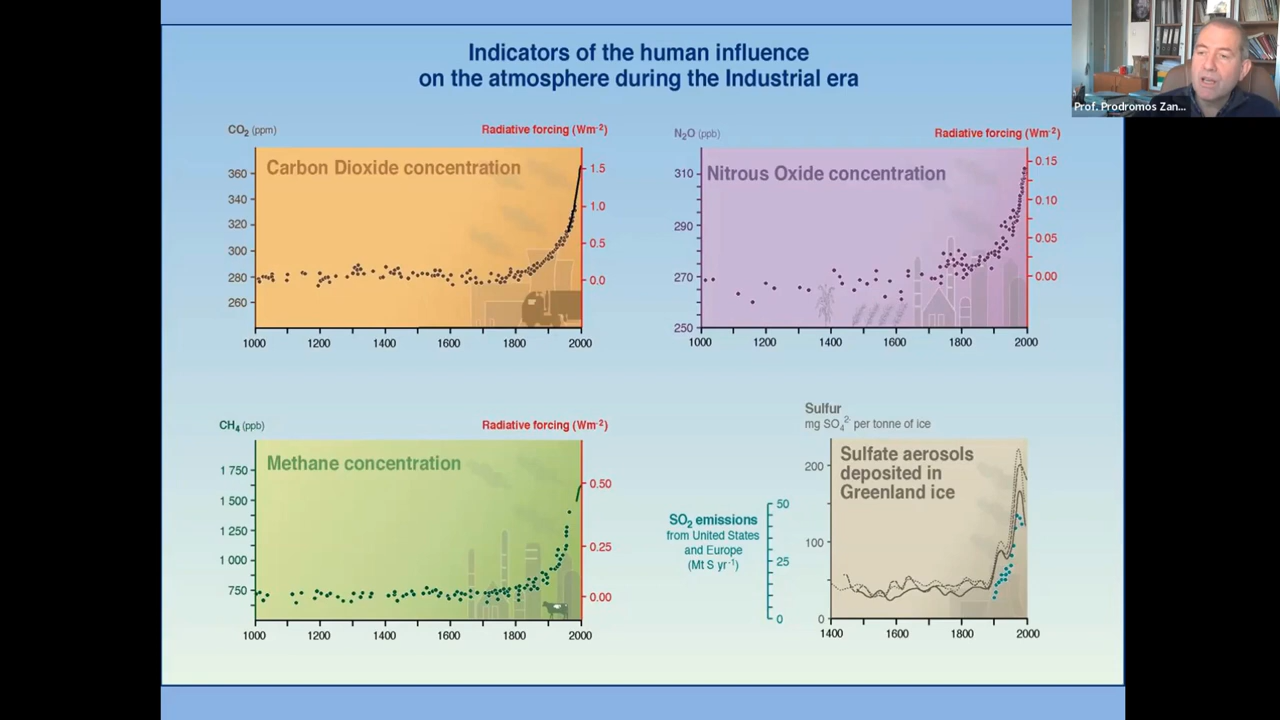 Indicators of the human influence
on the atmosphere during the Industrial era
Prof. Prodromos Zan...
CO₂ (ppm)
Radiative forcing (Wm⁻²)
Carbon Dioxide concentration
360
340
320
300
280
260
1.5
1.0
0.5
0.0
1000 1200 1400 1600 1800 2000
N₂O (ppb)
Radiative forcing (Wm⁻²)
Nitrous Oxide concentration
310
290
270
250
0.15
0.10
0.05
0.00
1000 1200 1400 1600 1800 2000
CH₄ (ppb)
Radiative forcing (Wm⁻²)
Methane concentration
1 750
1 500
1 250
1 000
750
0.50
0.25
0.00
1000 1200 1400 1600 1800 2000
Sulfur
mg SO₄²⁻ per tonne of ice
Sulfate aerosols
deposited in
Greenland ice
200
100
0
SO₂ emissions
from United States
and Europe
(Mt S yr⁻¹)
50
25
0
1400 1600 1800 2000